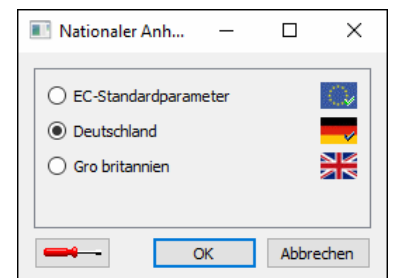 Nationaler Anh...
EC-Standardparameter
Deutschland
Gro britannien
OK Abbrechen